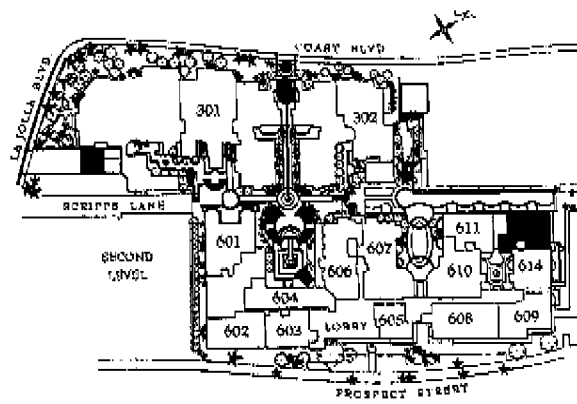 COAST BLVD
LA JOLLA BLVD
301
302
SCRIPPS LANE
SECOND
LEVEL
601
607
611
606
610
614
604
602
603
LOBBY
605
608
609
PROSPECT STREET